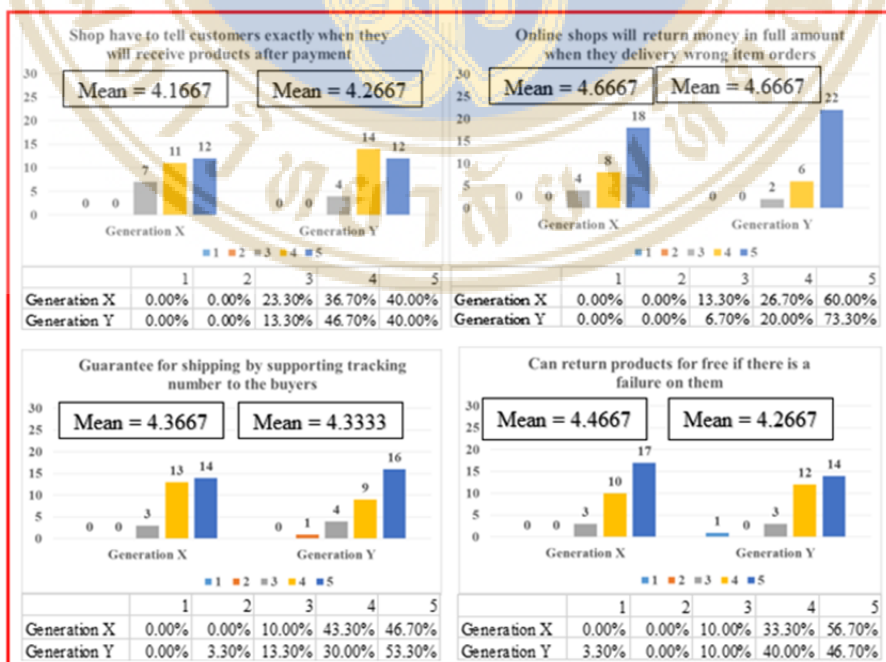 Shop have to tell customers exactly when they
will receive products after payment
Mean = 4.1667
Mean = 4.2667
30
25
20
15
10
5
0
0 0 7 11 12
0 0 4 14 12
Generation X
Generation Y
1 2 3 4 5
1 2 3 4 5
Generation X 0.00% 0.00% 23.30% 36.70% 40.00%
Generation Y 0.00% 0.00% 13.30% 46.70% 40.00%
Online shops will return money in full amount
when they delivery wrong item orders
Mean = 4.6667
Mean = 4.6667
30
25
20
15
10
5
0
0 0 4 8 18
0 0 2 6 22
Generation X
Generation Y
1 2 3 4 5
1 2 3 4 5
Generation X 0.00% 0.00% 13.30% 26.70% 60.00%
Generation Y 0.00% 0.00% 6.70% 20.00% 73.30%
Guarantee for shipping by supporting tracking
number to the buyers
Mean = 4.3667
Mean = 4.3333
30
25
20
15
10
5
0
0 0 3 13 14
0 1 4 9 16
Generation X
Generation Y
1 2 3 4 5
1 2 3 4 5
Generation X 0.00% 0.00% 10.00% 43.30% 46.70%
Generation Y 0.00% 3.30% 13.30% 30.00% 53.30%
Can return products for free if there is a
failure on them
Mean = 4.4667
Mean = 4.2667
30
25
20
15
10
5
0
0 0 3 10 17
1 0 3 12 14
Generation X
Generation Y
1 2 3 4 5
1 2 3 4 5
Generation X 0.00% 0.00% 10.00% 33.30% 56.70%
Generation Y 3.30% 0.00% 10.00% 40.00% 46.70%